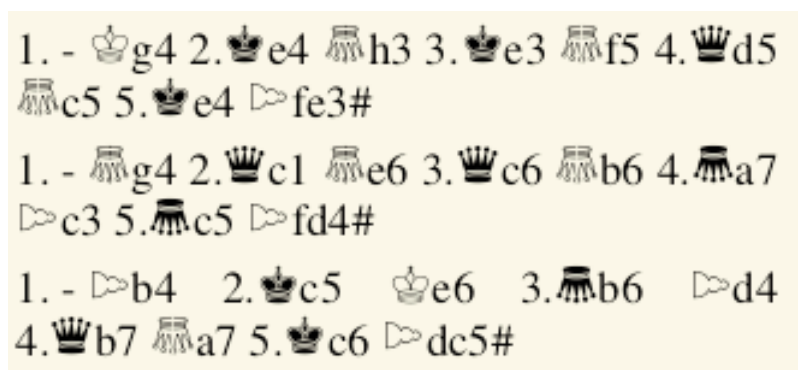 1. - ♔g4 2.♚e4 🨫h3 3.♚e3 🨫f5 4.♛d5
🨫c5 5.♚e4 🨚fe3#
1. - 🨫g4 2.♛c1 🨫e6 3.♛c6 🨫b6 4.🨱a7
🨚c3 5.🨱c5 🨚fd4#
1. - 🨚b4 2.♚c5 ♔e6 3.🨱b6 🨚d4
4.♛b7 🨫a7 5.♚c6 🨚dc5#